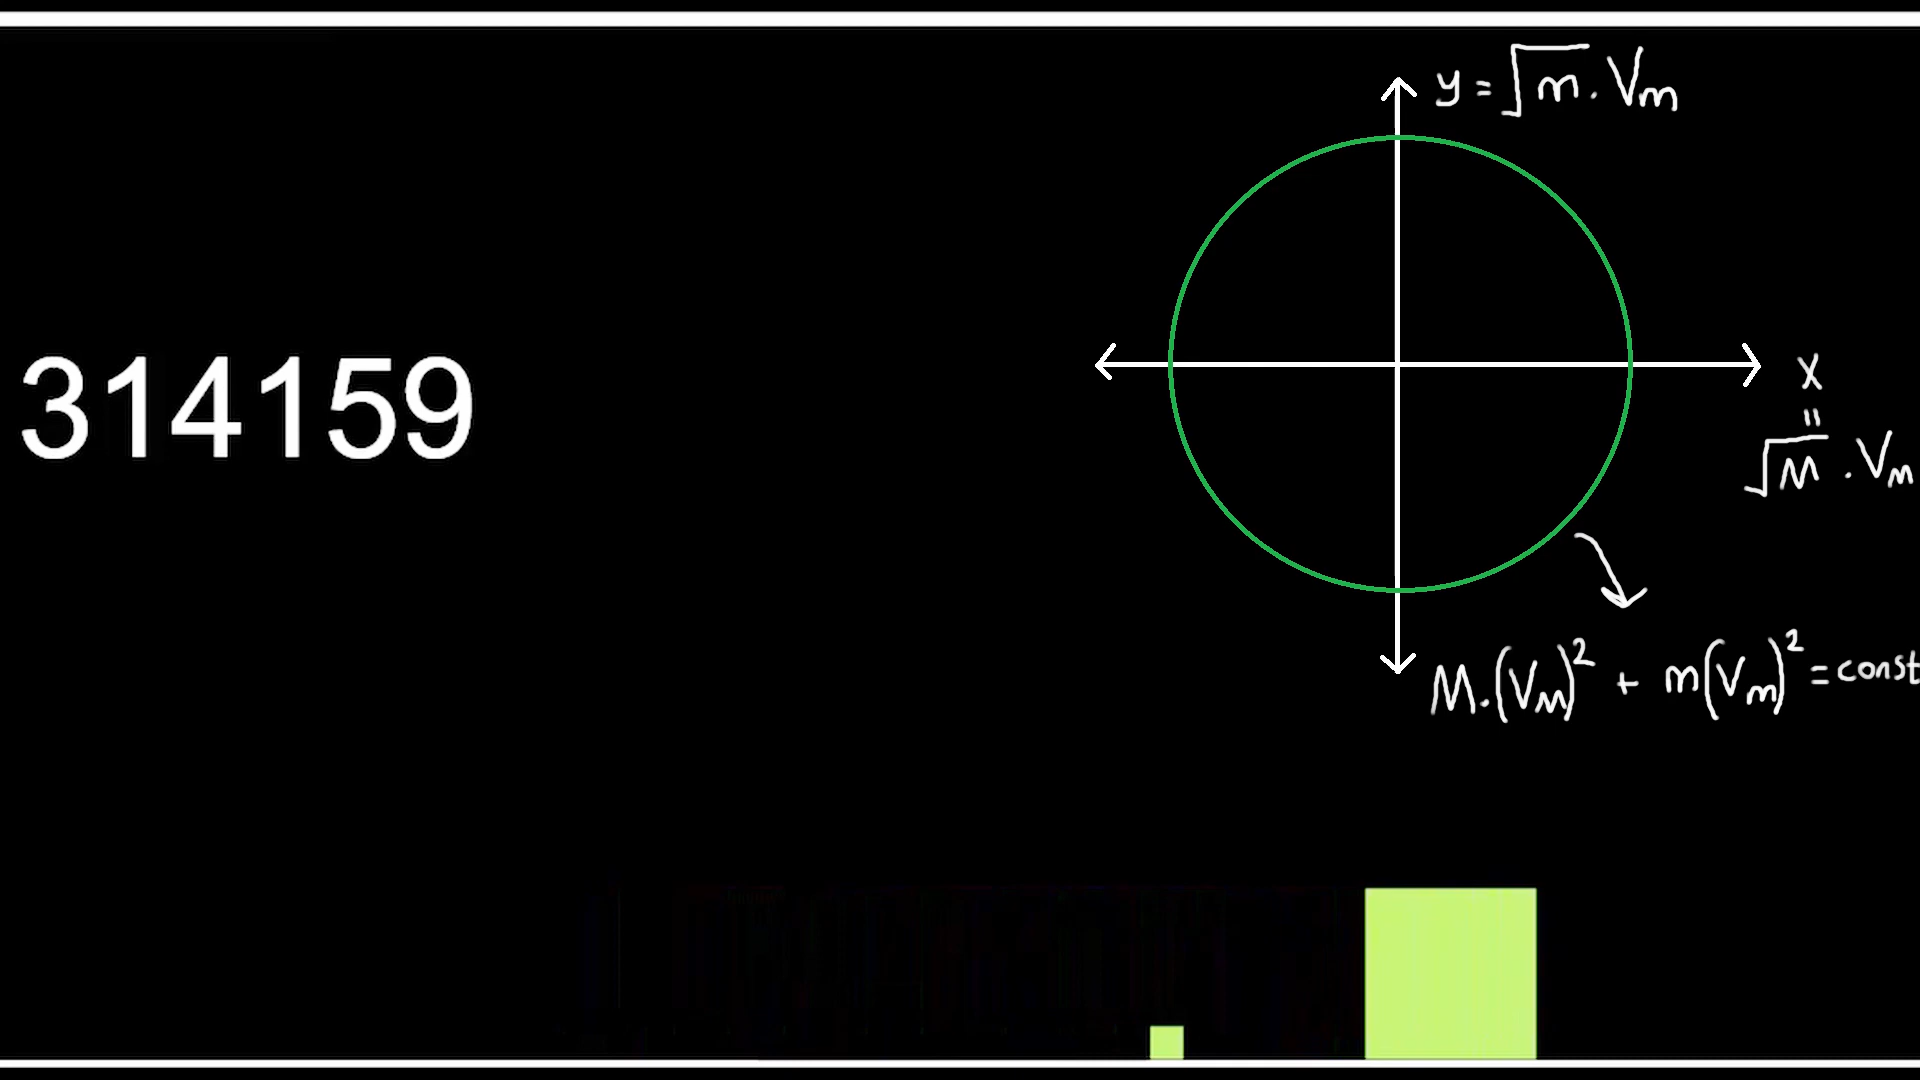 y = √m . Vm
314159
x
=
√M . VM
M.(VM)² + m(Vm)² = const